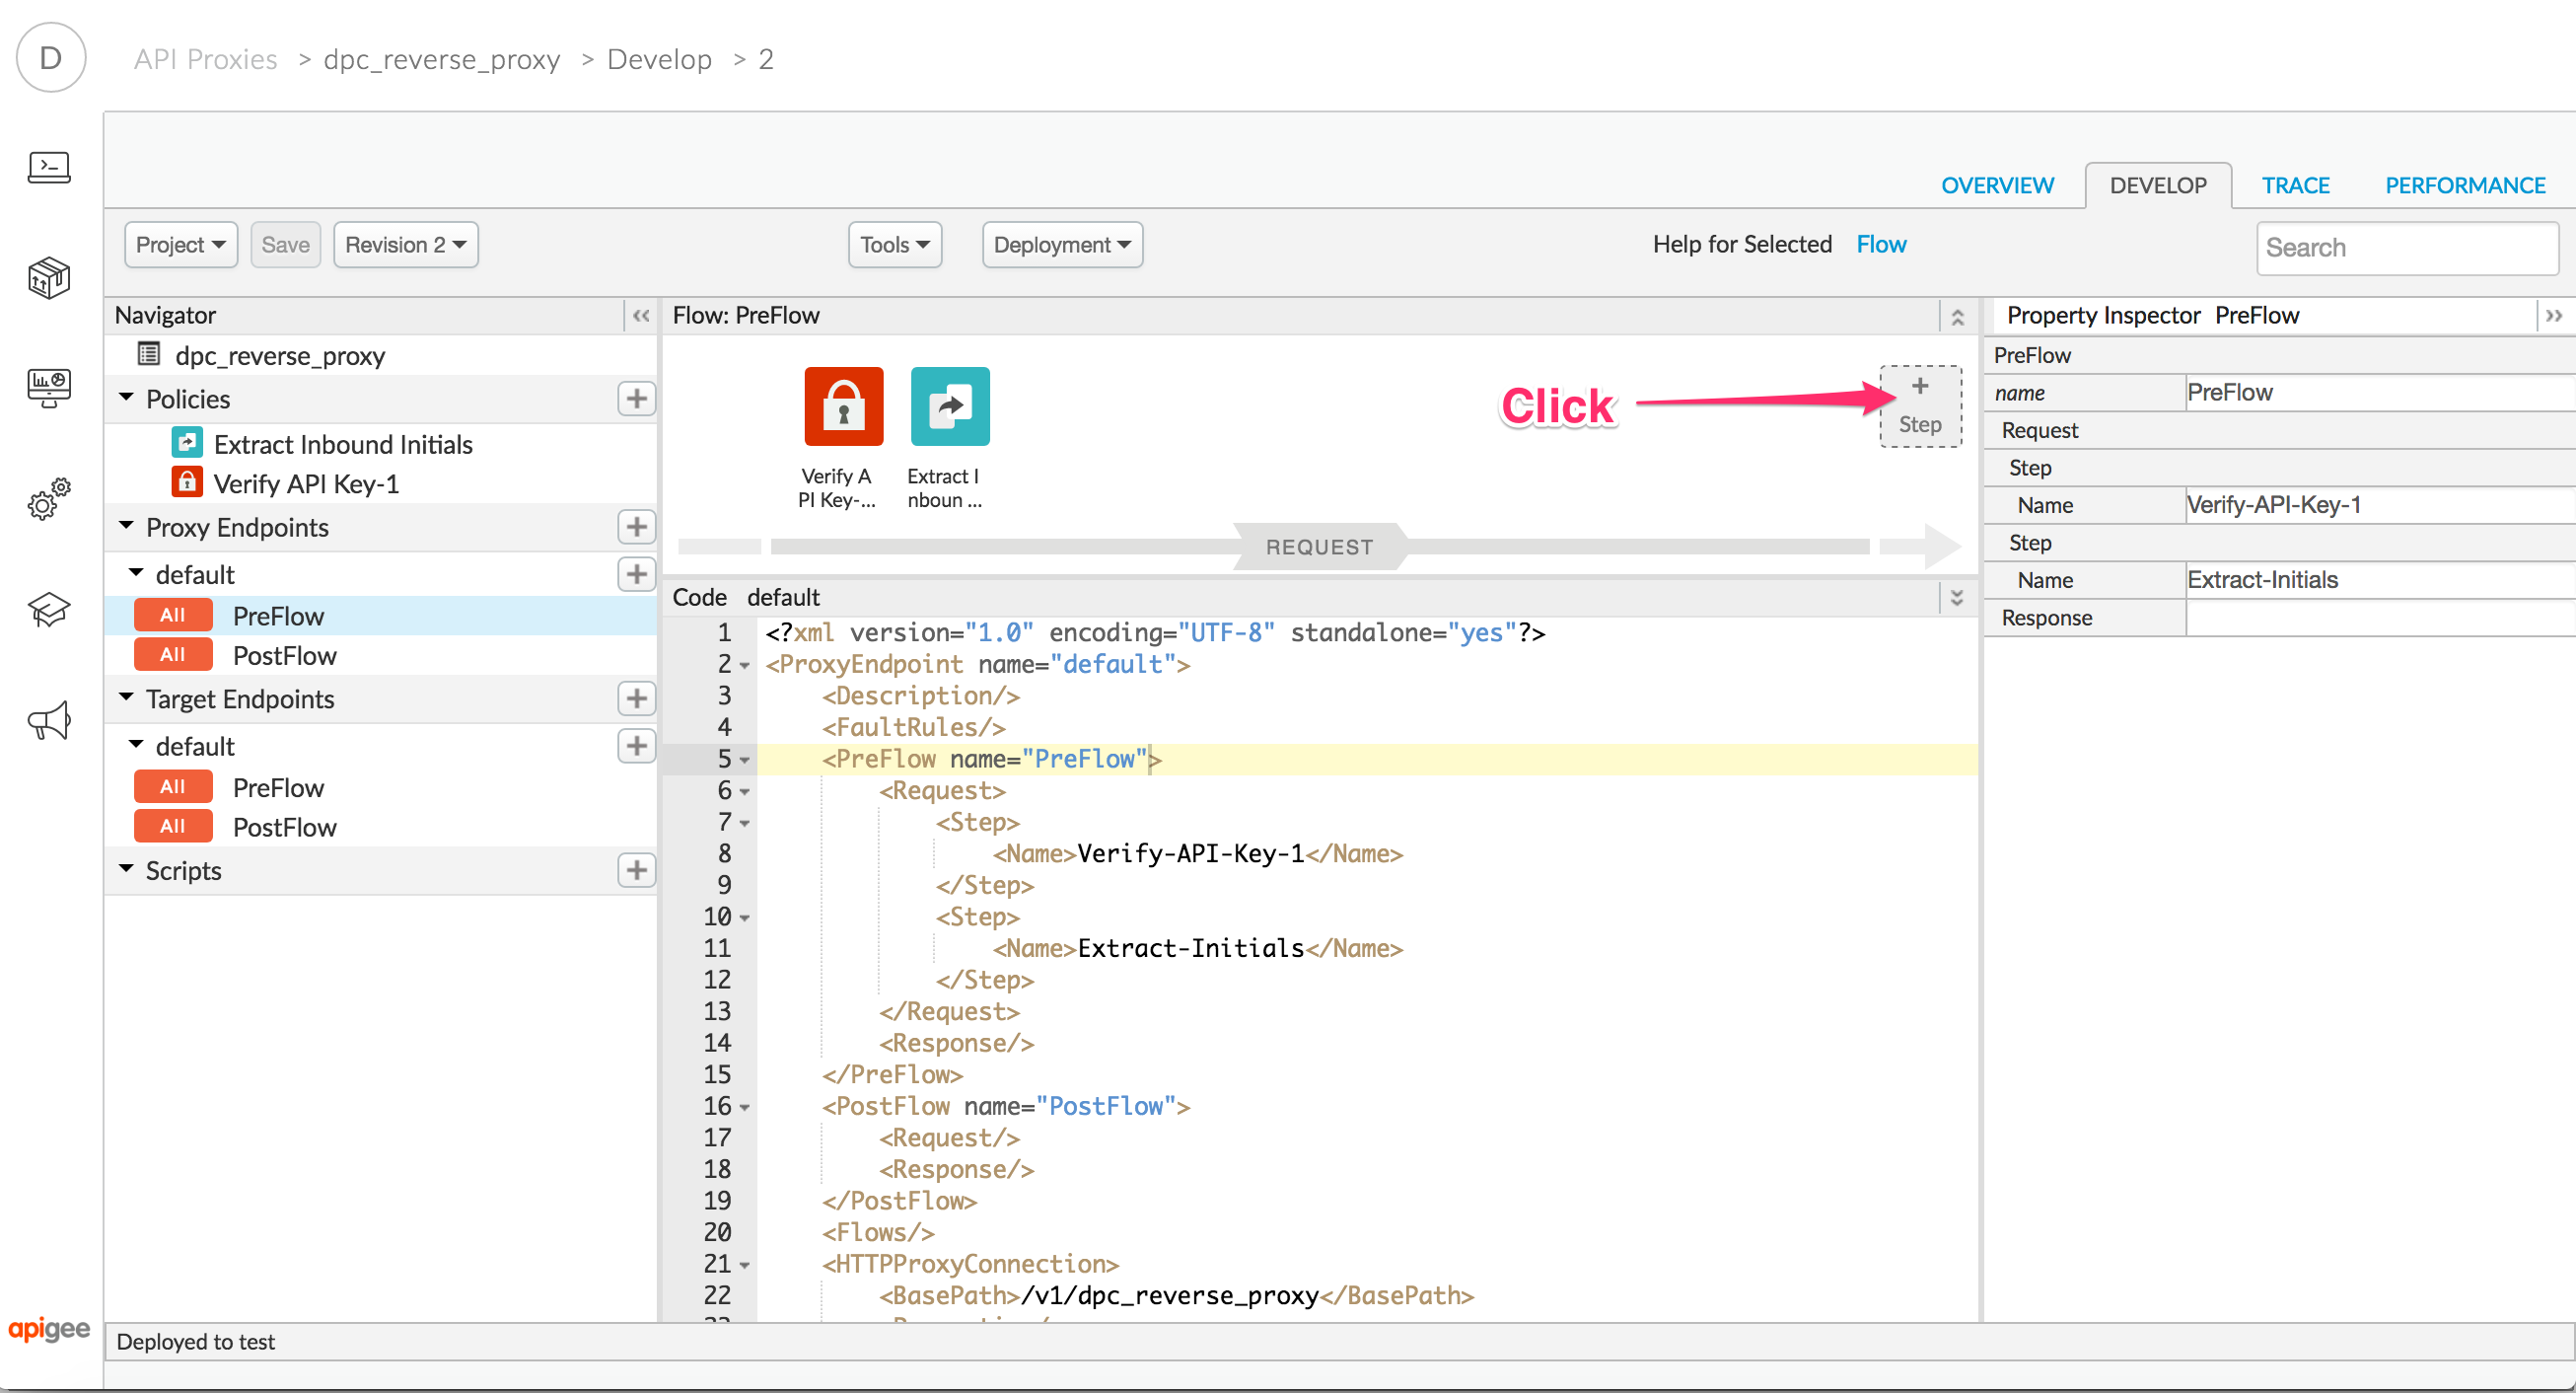 D
API Proxies > dpc_reverse_proxy > Develop > 2
OVERVIEW DEVELOP TRACE PERFORMANCE
Project Save Revision 2 Tools Deployment Help for Selected Flow Search
Navigator
dpc_reverse_proxy
Policies
Extract Inbound Initials
Verify API Key-1
Proxy Endpoints
default
All PreFlow
All PostFlow
Target Endpoints
default
All PreFlow
All PostFlow
Scripts
Flow: PreFlow
Verify A
PI Key-...
Extract I
nboun ...
Click
+
Step
REQUEST
Code default
1 <?xml version="1.0" encoding="UTF-8" standalone="yes"?>
2 <ProxyEndpoint name="default">
3 <Description/>
4 <FaultRules/>
5 <PreFlow name="PreFlow">
6 <Request>
7 <Step>
8 <Name>Verify-API-Key-1</Name>
9 </Step>
10 <Step>
11 <Name>Extract-Initials</Name>
12 </Step>
13 </Request>
14 <Response/>
15 </PreFlow>
16 <PostFlow name="PostFlow">
17 <Request/>
18 <Response/>
19 </PostFlow>
20 <Flows/>
21 <HTTPProxyConnection>
22 <BasePath>/v1/dpc_reverse_proxy</BasePath>
Property Inspector PreFlow
PreFlow
name PreFlow
Request
Step
Name Verify-API-Key-1
Step
Name Extract-Initials
Response
apigee
Deployed to test